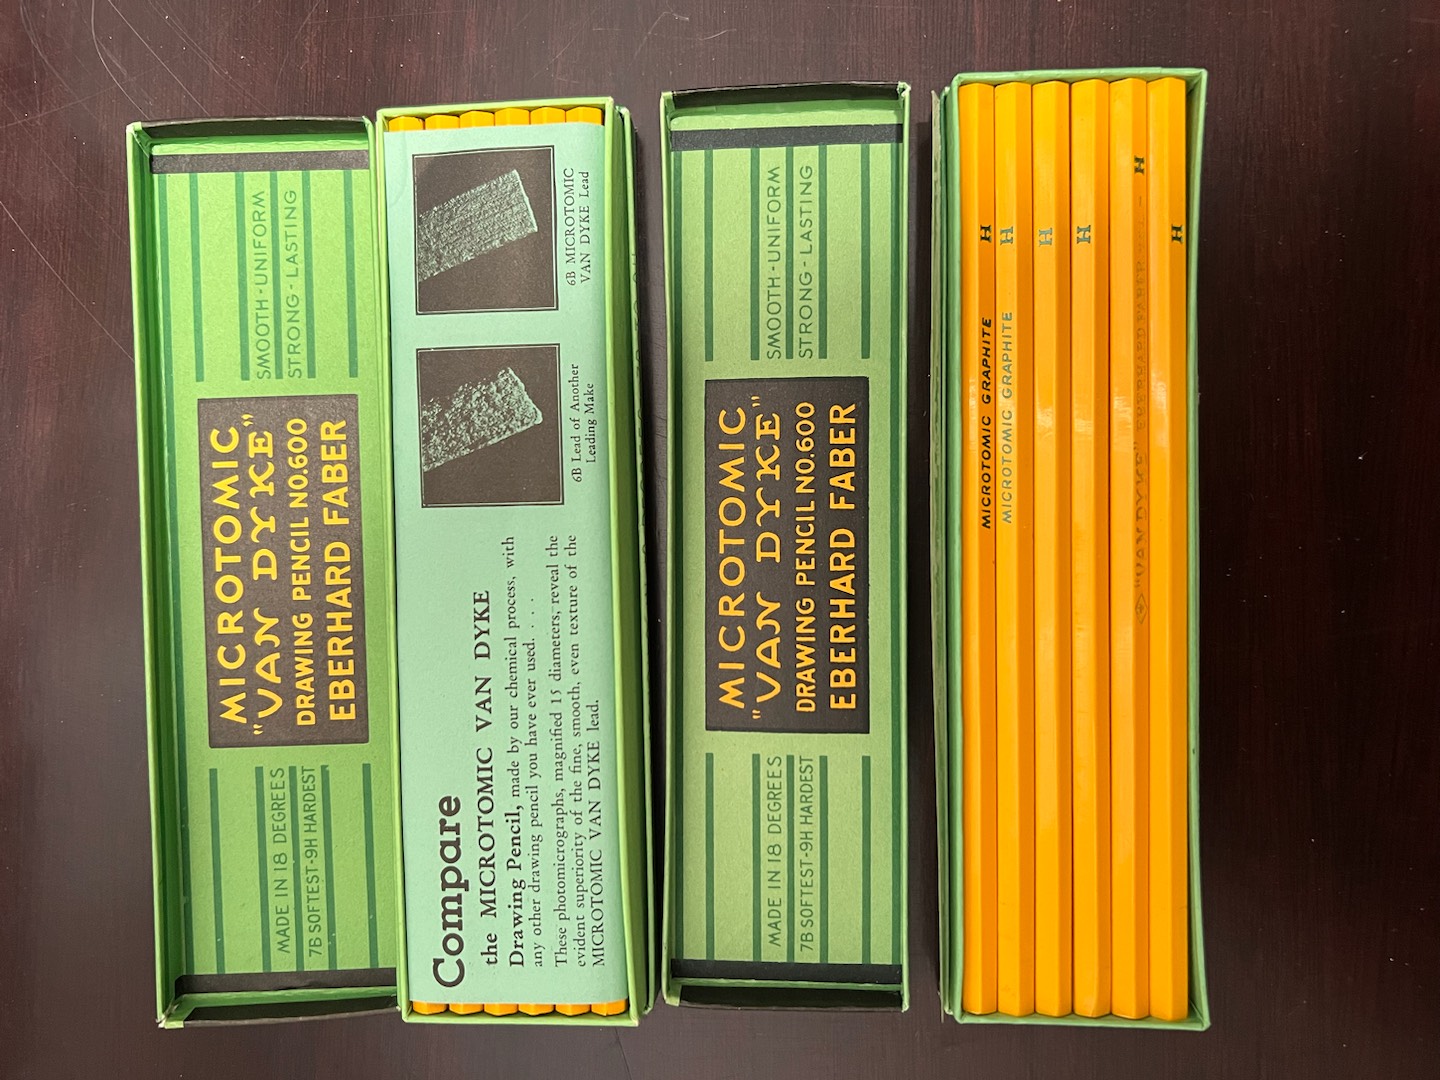 MICROTOMIC
"VAN DYKE"
DRAWING PENCIL NO.600
EBERHARD FABER
MADE IN 18 DEGREES
7B SOFTEST-9H HARDEST
SMOOTH-UNIFORM
STRONG-LASTING
Compare
the MICROTOMIC VAN DYKE
Drawing Pencil, made by our chemical process, with
any other drawing pencil you have ever used. . . . .
These photomicrographs, magnified 15 diameters, reveal the
evident superiority of the fine, smooth, even texture of the
MICROTOMIC VAN DYKE lead.
6B Lead of Another
Leading Make
6B MICROTOMIC
VAN DYKE Lead
MICROTOMIC
"VAN DYKE"
DRAWING PENCIL NO.600
EBERHARD FABER
MADE IN 18 DEGREES
7B SOFTEST-9H HARDEST
SMOOTH-UNIFORM
STRONG-LASTING
MICROTOMIC GRAPHITE H
MICROTOMIC GRAPHITE H
H
H
"VAN DYKE" EBERHARD FABER H
H